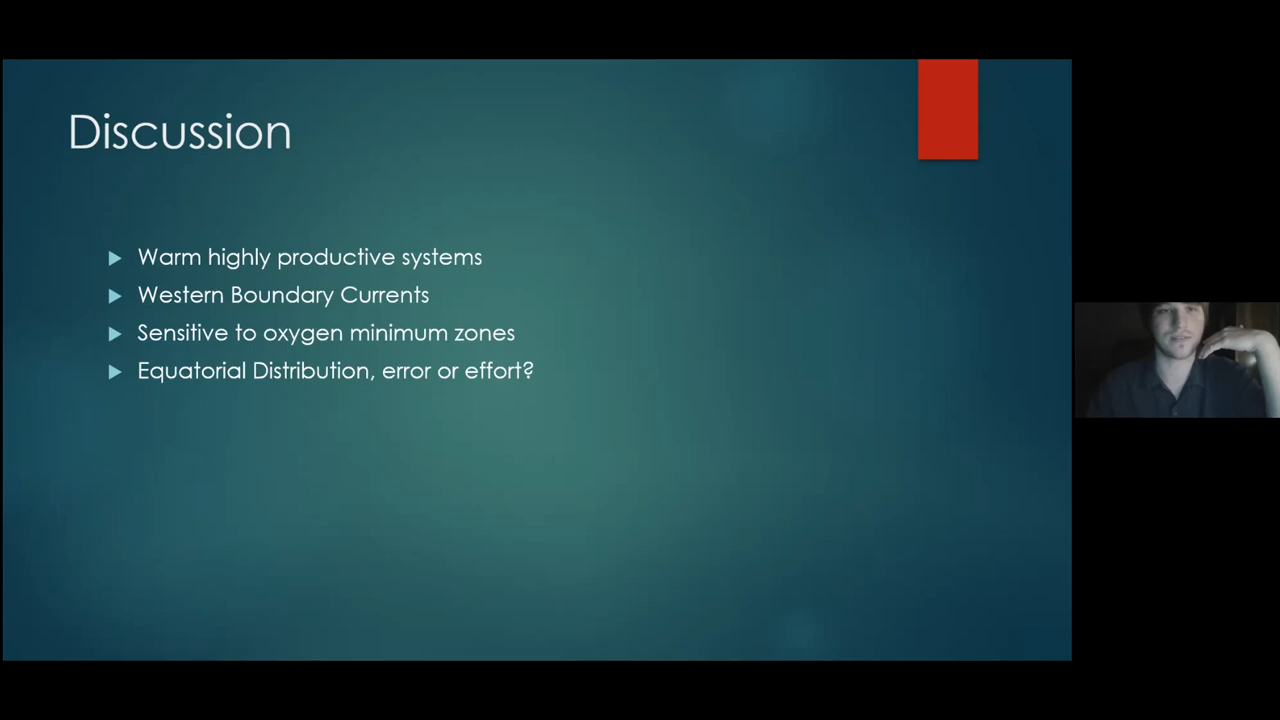 Discussion
Warm highly productive systems
Western Boundary Currents
Sensitive to oxygen minimum zones
Equatorial Distribution, error or effort?